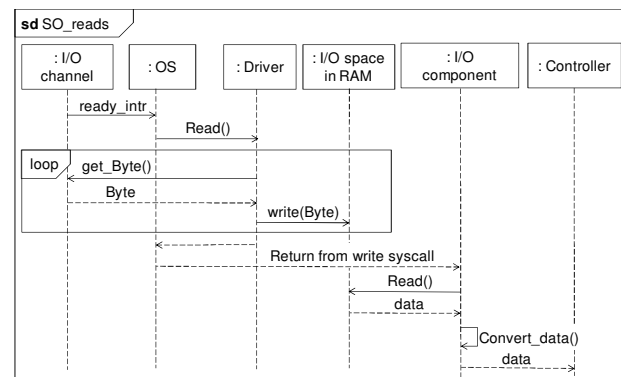 sd SO_reads
: I/O
channel
: OS
: Driver
: I/O space
in RAM
: I/O
component
: Controller
ready_intr
Read()
loop
get_Byte()
Byte
write(Byte)
Return from write syscall
Read()
data
Convert_data()
data